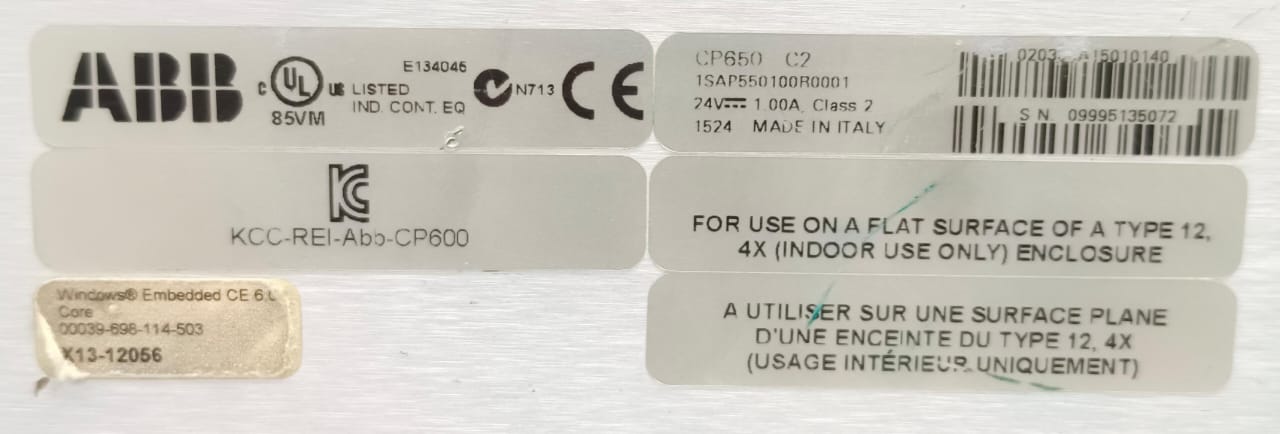 ABB
C UL US LISTED
85VM
E134046
IND. CONT. EQ
N713
CE
CP650 C2
1SAP550100R0001
24V 1.00A, Class 2
1524 MADE IN ITALY
S N. 09995135072
KCC-REI-Abb-CP600
FOR USE ON A FLAT SURFACE OF A TYPE 12,
4X (INDOOR USE ONLY) ENCLOSURE
Windows® Embedded CE 6.0
Core
00039-698-114-503
X13-12056
A UTILISER SUR UNE SURFACE PLANE
D'UNE ENCEINTE DU TYPE 12, 4X
(USAGE INTÉRIEUR UNIQUEMENT)